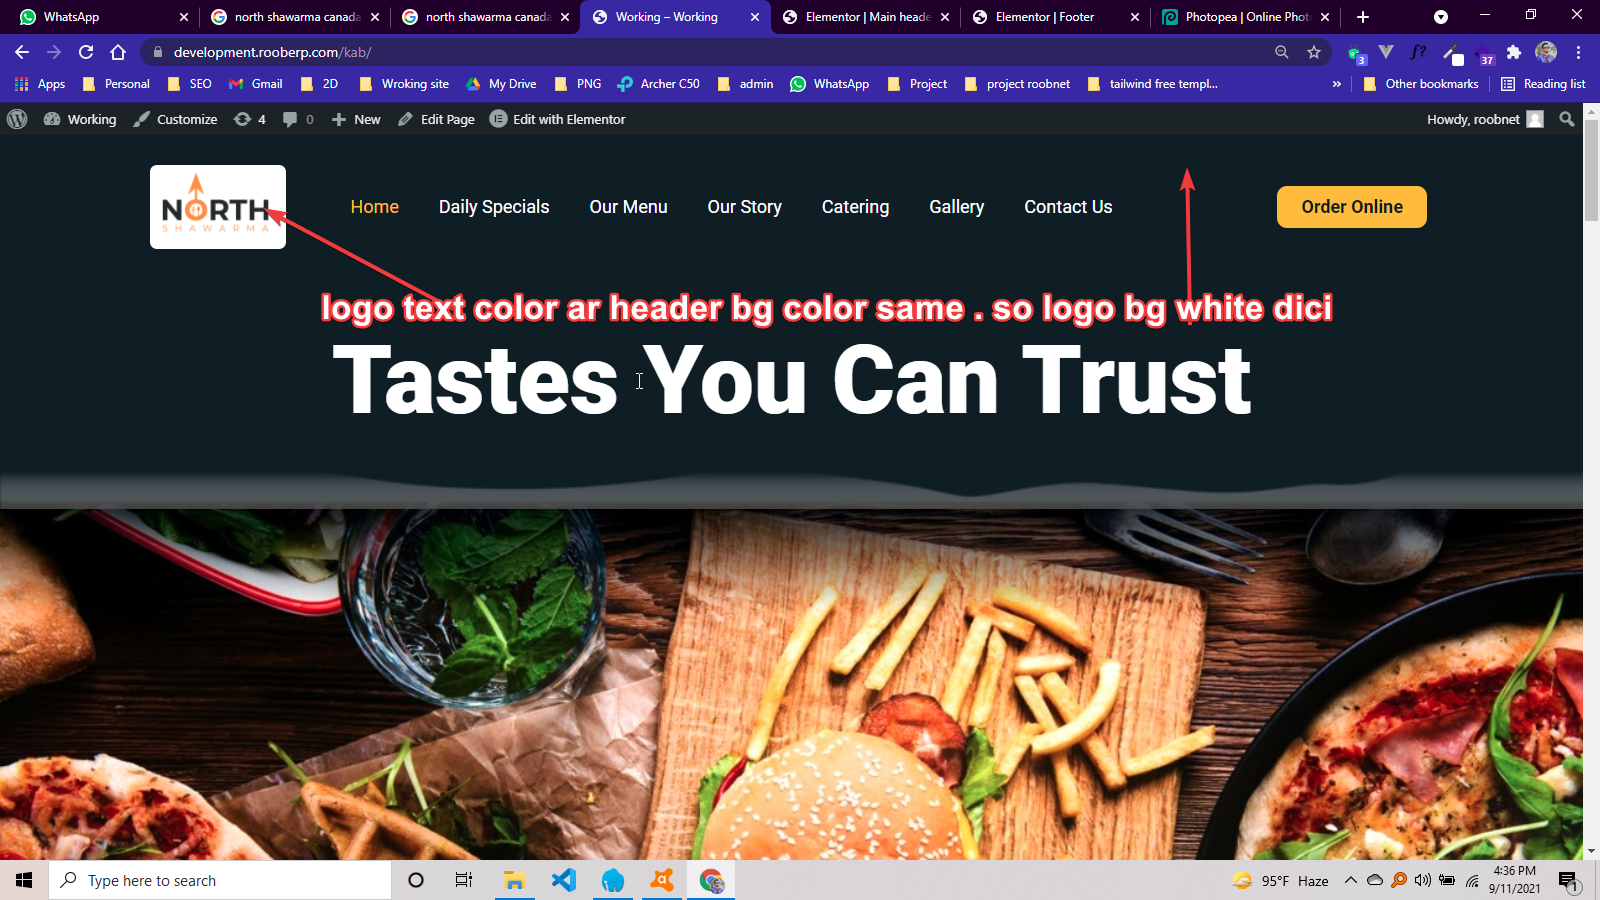 WhatsApp
north shawarma canada
north shawarma canada
Working – Working
Elementor | Main heade
Elementor | Footer
Photopea | Online Phot
development.rooberp.com/kab/
f?
3
37
Apps
Personal
SEO
Gmail
2D
Wroking site
My Drive
PNG
Archer C50
admin
WhatsApp
Project
project roobnet
tailwind free templ...
»
Other bookmarks
Reading list
Working
Customize
4
0
New
Edit Page
Edit with Elementor
Howdy, roobnet
NORTH
SHAWARMA
Home
Daily Specials
Our Menu
Our Story
Catering
Gallery
Contact Us
Order Online
logo text color ar header bg color same . so logo bg white dici
Tastes You Can Trust
Type here to search
95°F Haze
4:36 PM
9/11/2021
1